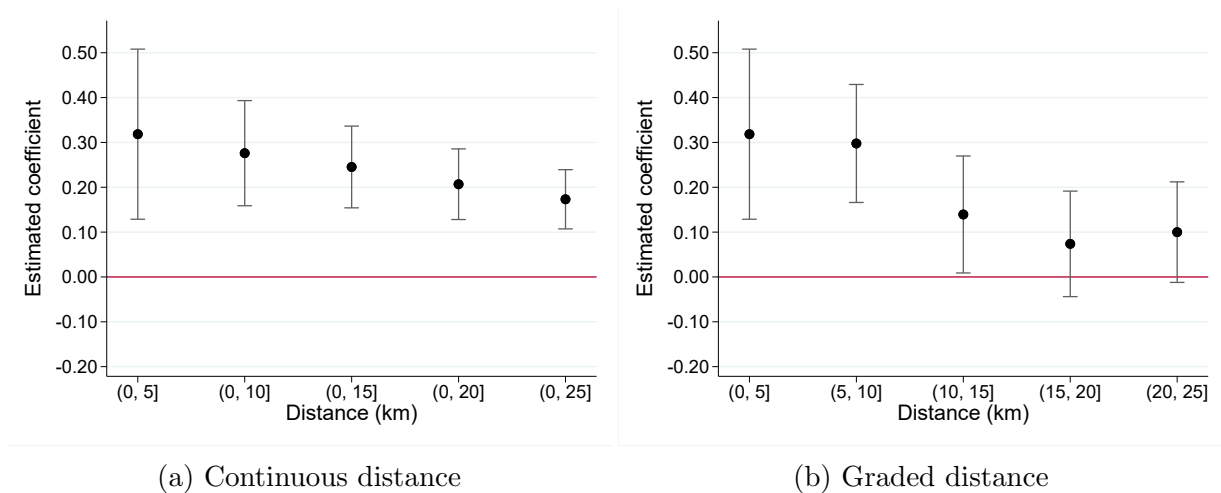 Estimated coefficient
0.50
0.40
0.30
0.20
0.10
0.00
-0.10
-0.20
(0, 5] (0, 10] (0, 15] (0, 20] (0, 25]
Distance (km)
(a) Continuous distance
Estimated coefficient
0.50
0.40
0.30
0.20
0.10
0.00
-0.10
-0.20
(0, 5] (5, 10] (10, 15] (15, 20] (20, 25]
Distance (km)
(b) Graded distance